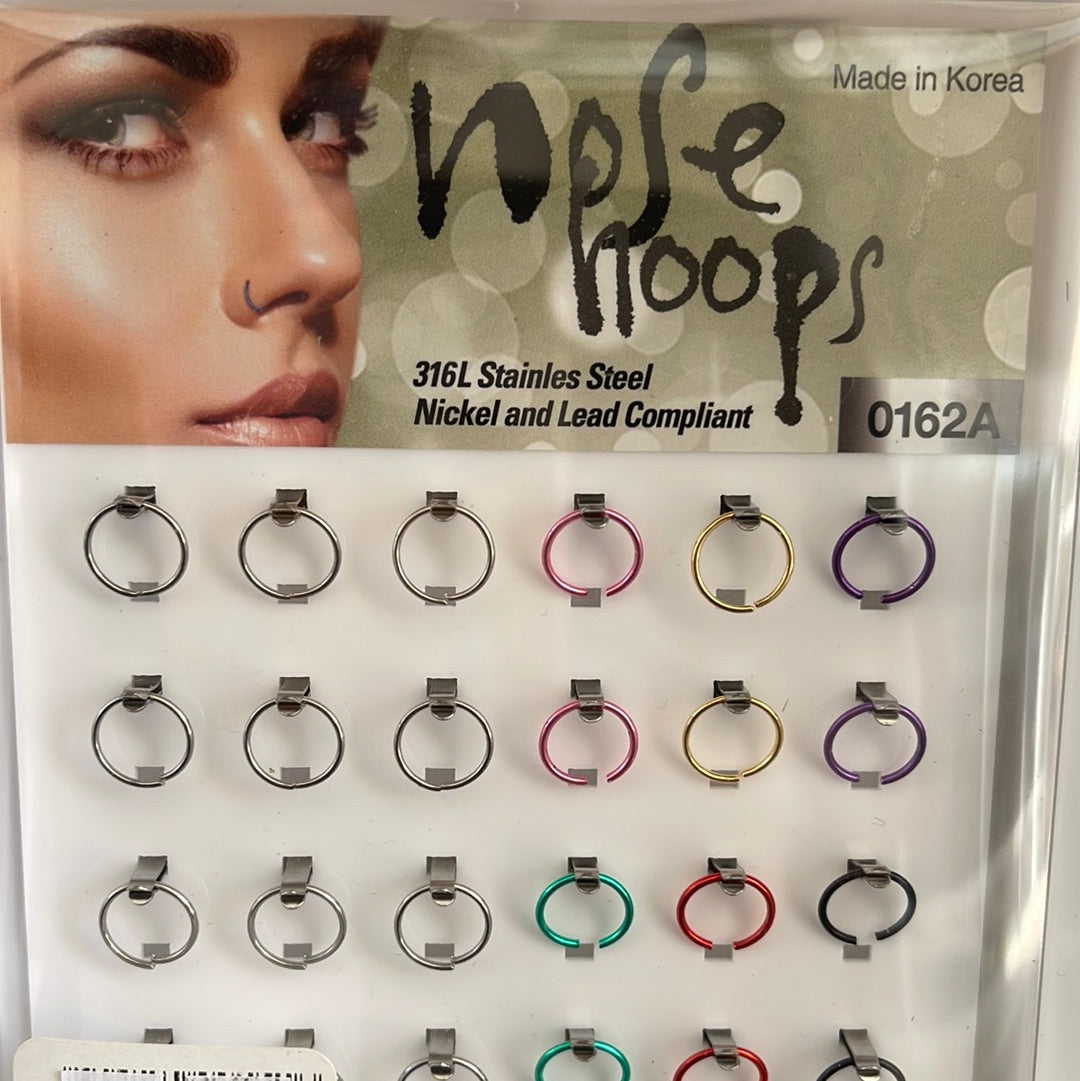 Made in Korea
nose
hoops
316L Stainles Steel
Nickel and Lead Compliant
0162A